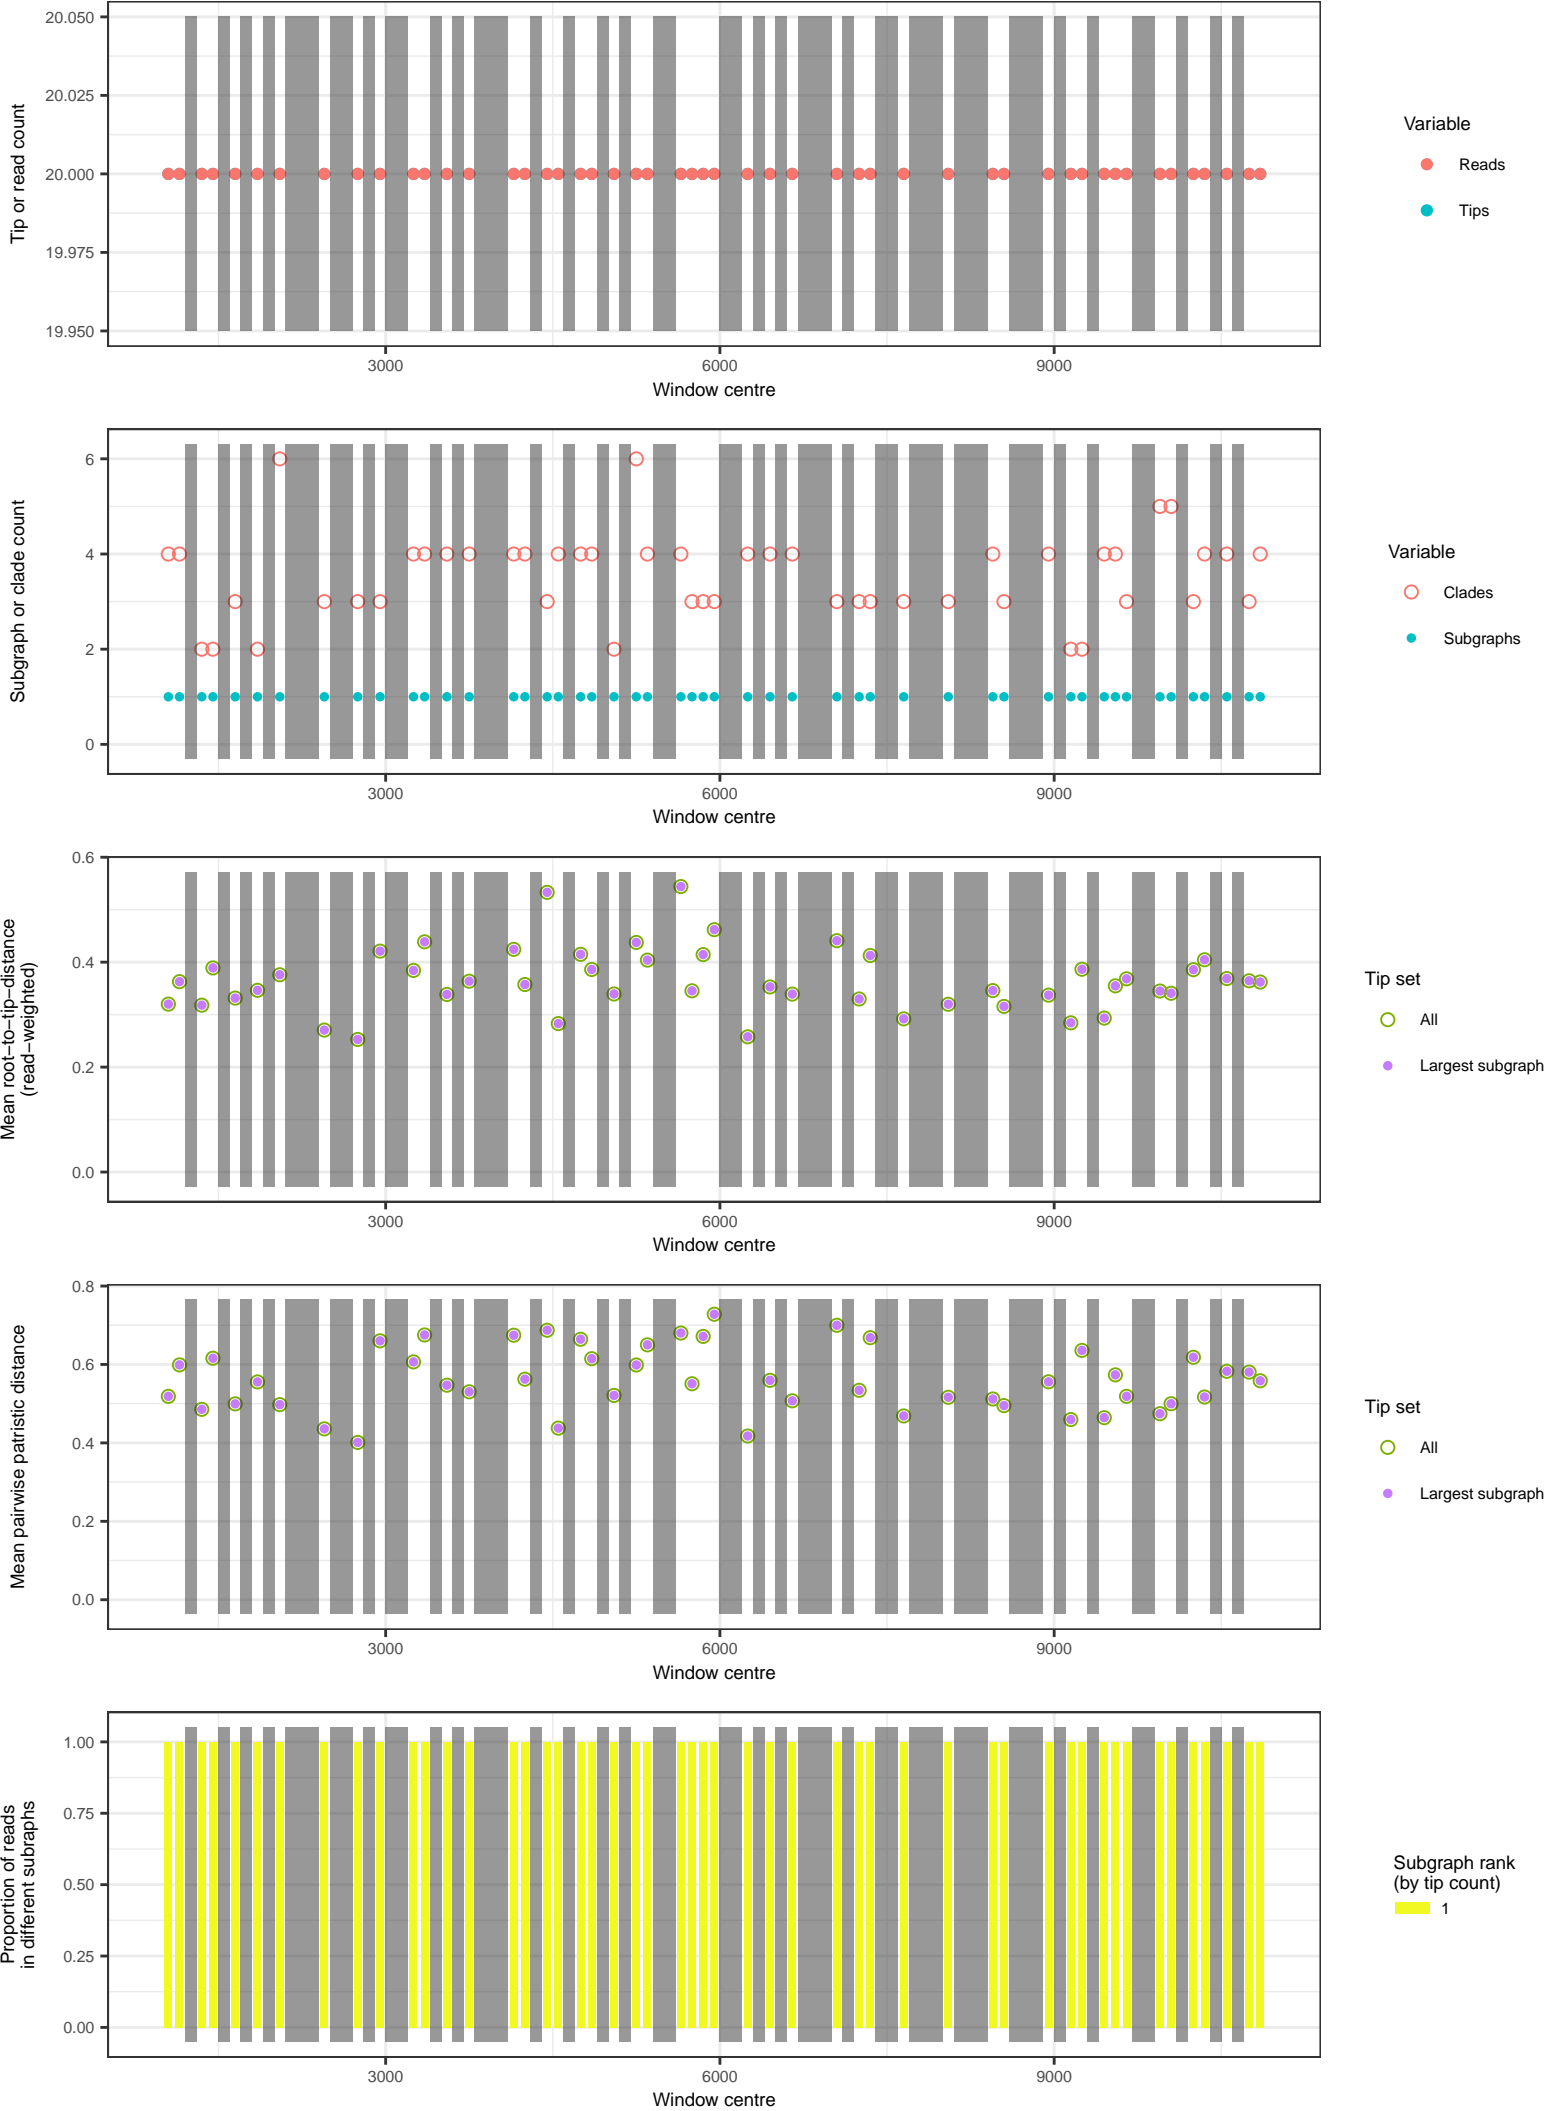 20.050
20.025
20.000
19.975
19.950
Tip or read count
3000 6000 9000
Window centre
Variable
Reads
Tips
6
4
2
0
Subgraph or clade count
3000 6000 9000
Window centre
Variable
Clades
Subgraphs
0.6
0.4
0.2
0.0
Mean root−to−tip−distance
(read−weighted)
3000 6000 9000
Window centre
Tip set
All
Largest subgraph
0.8
0.6
0.4
0.2
0.0
Mean pairwise patristic distance
3000 6000 9000
Window centre
Tip set
All
Largest subgraph
1.00
0.75
0.50
0.25
0.00
Proportion of reads
in different subraphs
3000 6000 9000
Window centre
Subgraph rank
(by tip count)
1